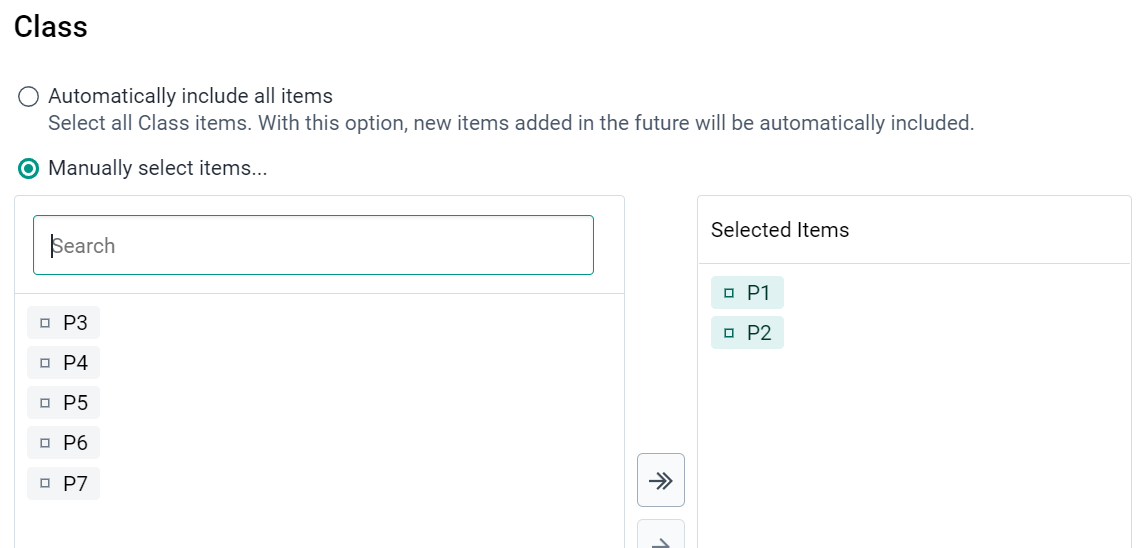 Class
Automatically include all items
Select all Class items. With this option, new items added in the future will be automatically included.
Manually select items...
Search
P3
P4
P5
P6
P7
Selected Items
P1
P2